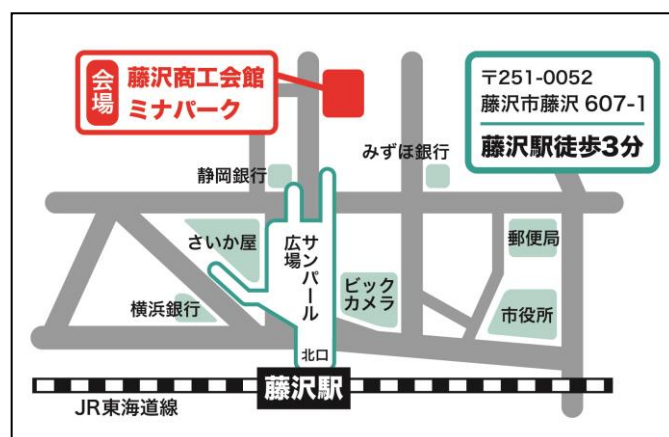 会場
藤沢商工会館
ミナパーク
〒251-0052
藤沢市藤沢 607-1
藤沢駅徒歩3分
みずほ銀行
静岡銀行
さいか屋
サンパール
広場
郵便局
ビック
カメラ
横浜銀行
市役所
北口
藤沢駅
JR東海道線